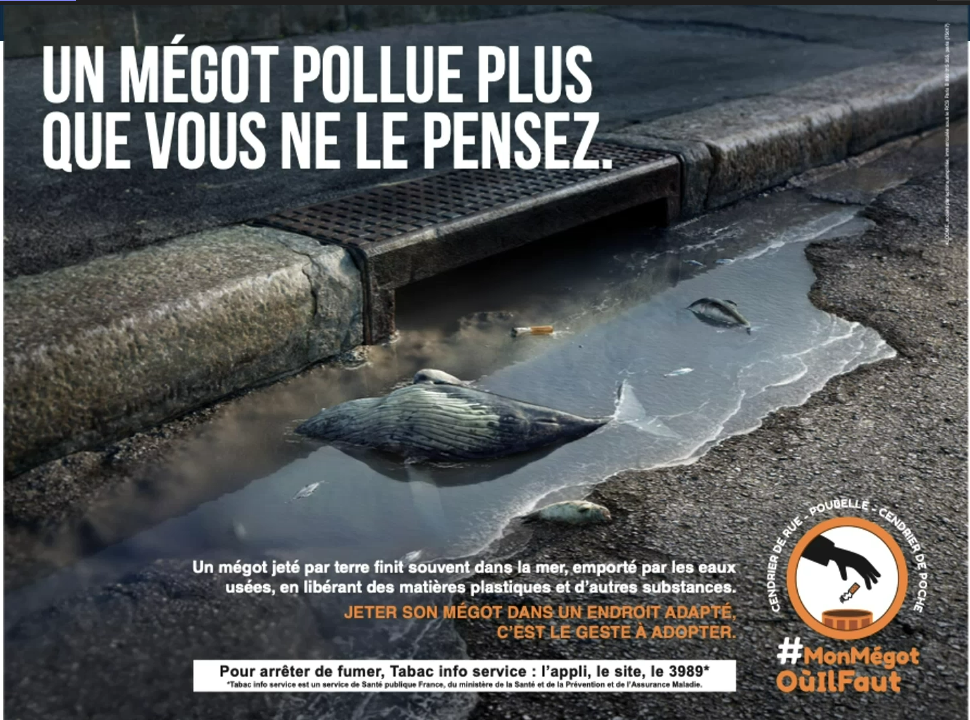 UN MÉGOT POLLUE PLUS
QUE VOUS NE LE PENSEZ.
Un mégot jeté par terre finit souvent dans la mer, emporté par les eaux
usées, en libérant des matières plastiques et d'autres substances.
JETER SON MÉGOT DANS UN ENDROIT ADAPTÉ,
C'EST LE GESTE À ADOPTER.
Pour arrêter de fumer, Tabac info service : l'appli, le site, le 3989*
*Tabac info service est un service de Santé publique France, du ministère de la Santé et de la Prévention et de l'Assurance Maladie.
CENDRIER DE RUE - POUBELLE - CENDRIER DE POCHE
#MonMégot
OùIlFaut